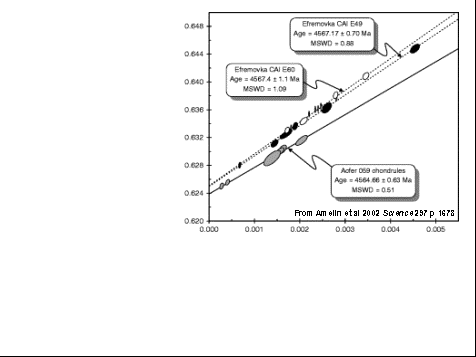 0.648
Efremovka CAI E49
Age = 4567.17 ± 0.70 Ma
MSWD = 0.88
0.644
Efremovka CAI E60
Age = 4567.4 ± 1.1 Ma
MSWD = 1.09
0.640
0.636
0.632
0.628
Acfer 059 chondrules
Age = 4564.66 ± 0.63 Ma
MSWD = 0.51
0.624
From Amelin et al 2002 Science 297 p 1678
0.620
0.000 0.001 0.002 0.003 0.004 0.005